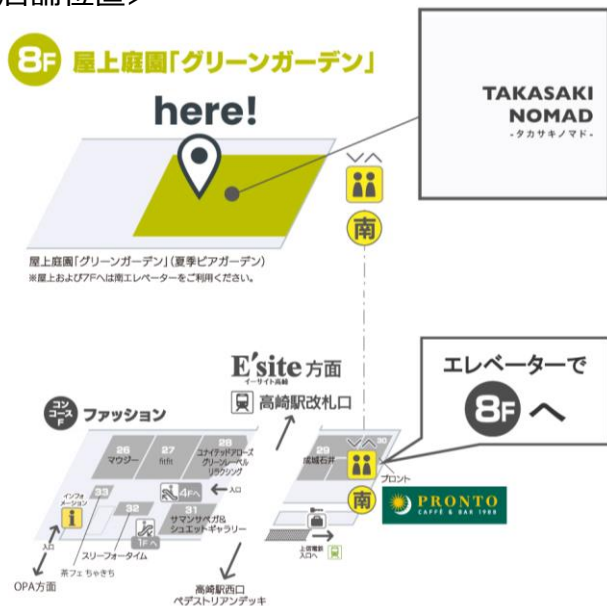 8F 屋上庭園「グリーンガーデン」
here!
TAKASAKI
NOMAD
-タカサキノマド-
南
屋上庭園「グリーンガーデン」(夏季ビアガーデン)
※屋上および7Fへは南エレベーターをご利用ください。
E'site方面
イーサイト高崎
高崎駅改札口
エレベーターで
8Fへ
コン
コース
F
ファッション
26
マウジー
27
fitfit
28
ユナイテッドアローズ
グリーンレーベル
リラクシング
29
成城石井
30
プロント
南
PRONTO
CAFFÈ & BAR 1988
33
インフォ
メーション
i
4Fへ
入口
32
1Fへ
31
サマンサベガ&
シュエットギャラリー
入口
スリーフォータイム
茶フェ ちゃきち
OPA方面
上信電鉄
入口へ
高崎駅西口
ペデストリアンデッキ